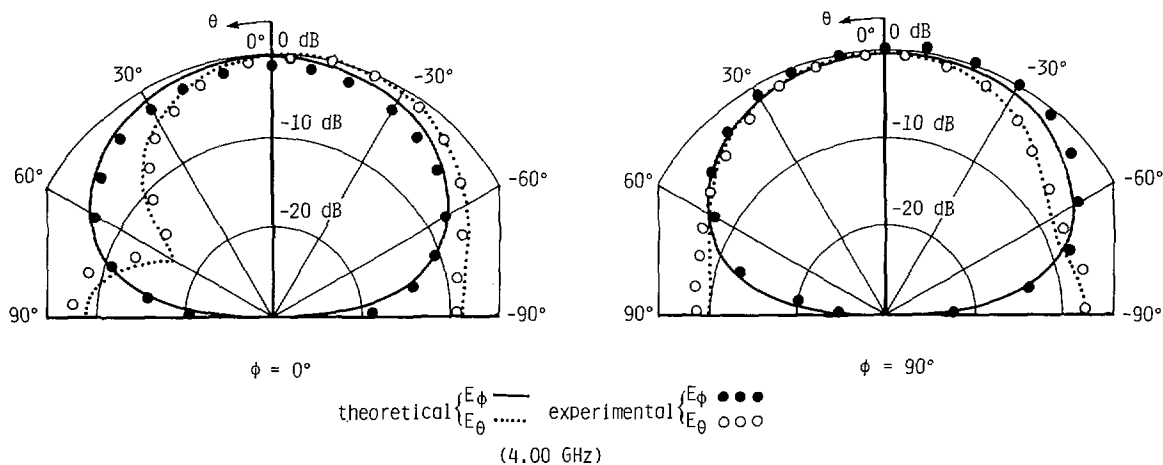 θ
0° 0 dB
30° -30°
-10 dB
60° -60°
-20 dB
90° -90°
φ = 0°
θ
0° 0 dB
30° -30°
-10 dB
60° -60°
-20 dB
90° -90°
φ = 90°
theoretical { Eφ experimental { Eφ
Eθ Eθ
(4.00 GHz)